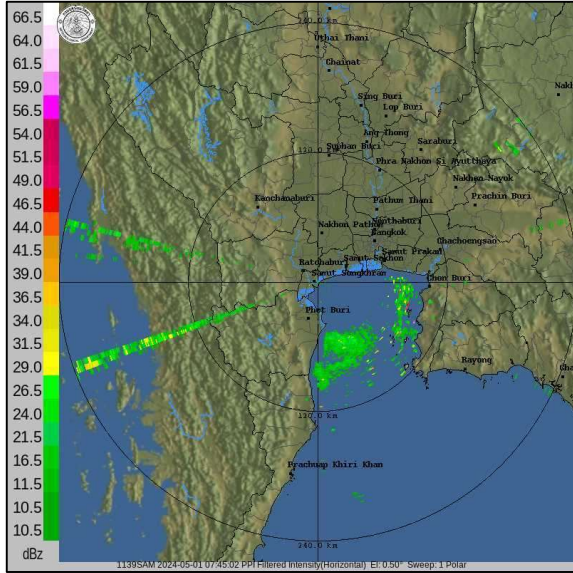 66.5
64.0
61.5
59.0
56.5
54.0
51.5
49.0
46.5
44.0
41.5
39.0
36.5
34.0
31.5
29.0
26.5
24.0
21.5
16.5
11.5
10.5
10.5
dBz
Uthai Thani
Chainat
Sing Buri
Lop Buri
Ang Thong
Saraburi
Suphan Buri
Phra Nakhon Si Ayutthaya
Nakhon Nayok
Kanchanaburi
Pathum Thani
Prachin Buri
Nakhon Pathom
Nonthaburi
Bangkok
Chachoengsao
Samut Prakan
Ratchaburi
Samut Sakhon
Samut Songkhram
Chon Buri
Phet Buri
Rayong
Cha
120.0 km
Prachuap Khiri Khan
240.0 km
1139SAM 2024-05-01 07:45:02 PPI Filtered Intensity(Horizontal) El: 0.50° Sweep: 1 Polar